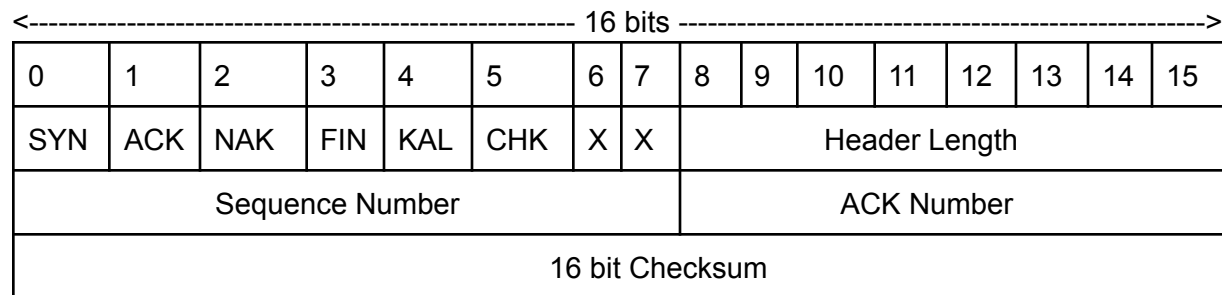 <------------------------------------------------------- 16 bits ----------------------------------------------------->
0 1 2 3 4 5 6 7 8 9 10 11 12 13 14 15
SYN ACK NAK FIN KAL CHK X X Header Length
Sequence Number ACK Number
16 bit Checksum